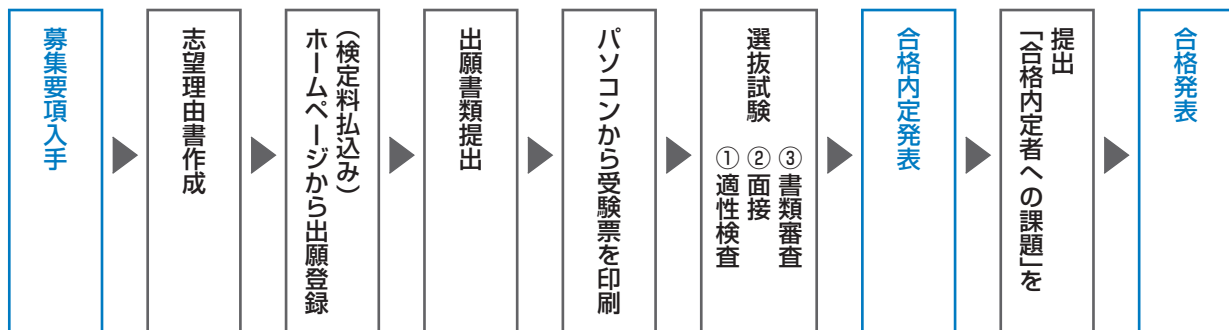 募集要項入手
志望理由書作成
ホームページから出願登録
（検定料払込み）
出願書類提出
パソコンから受験票を印刷
選抜試験
①適性検査
②面接
③書類審査
合格内定発表
「合格内定者への課題」を
提出
合格発表